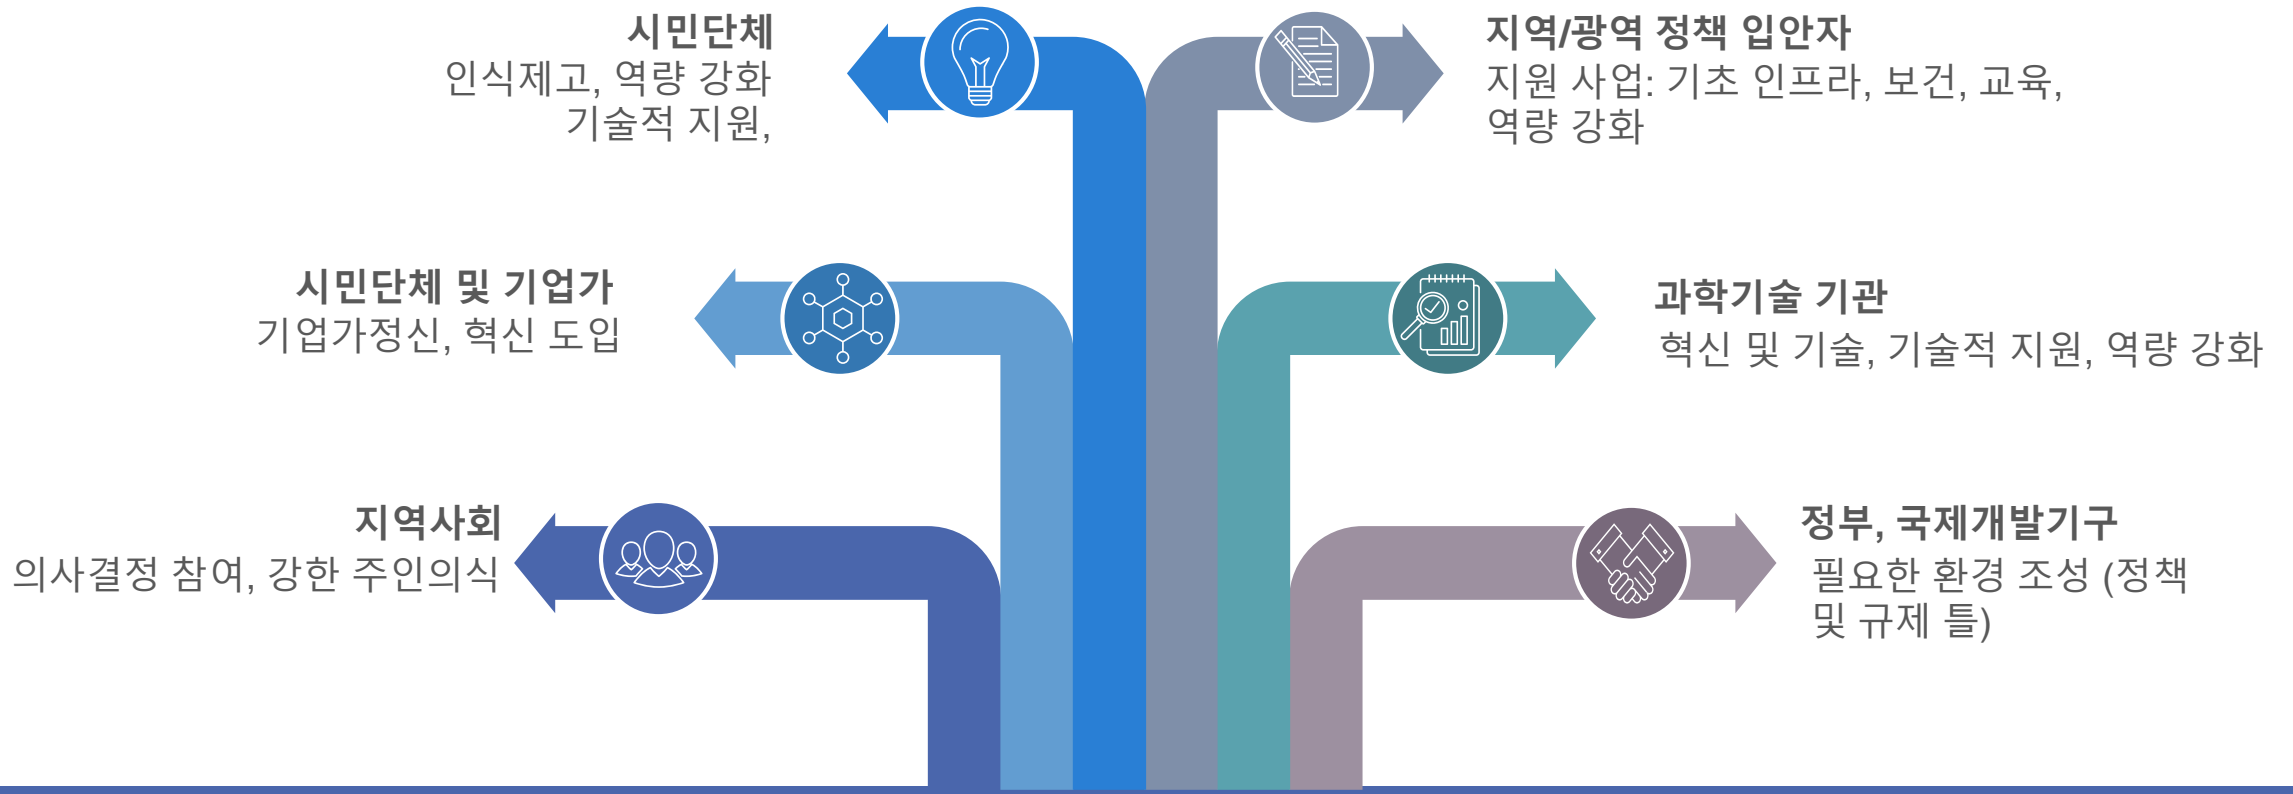 시민단체
인식제고, 역량 강화
기술적 지원,
지역/광역 정책 입안자
지원 사업: 기초 인프라, 보건, 교육,
역량 강화
시민단체 및 기업가
기업가정신, 혁신 도입
과학기술 기관
혁신 및 기술, 기술적 지원, 역량 강화
지역사회
의사결정 참여, 강한 주인의식
정부, 국제개발기구
필요한 환경 조성 (정책
및 규제 틀)